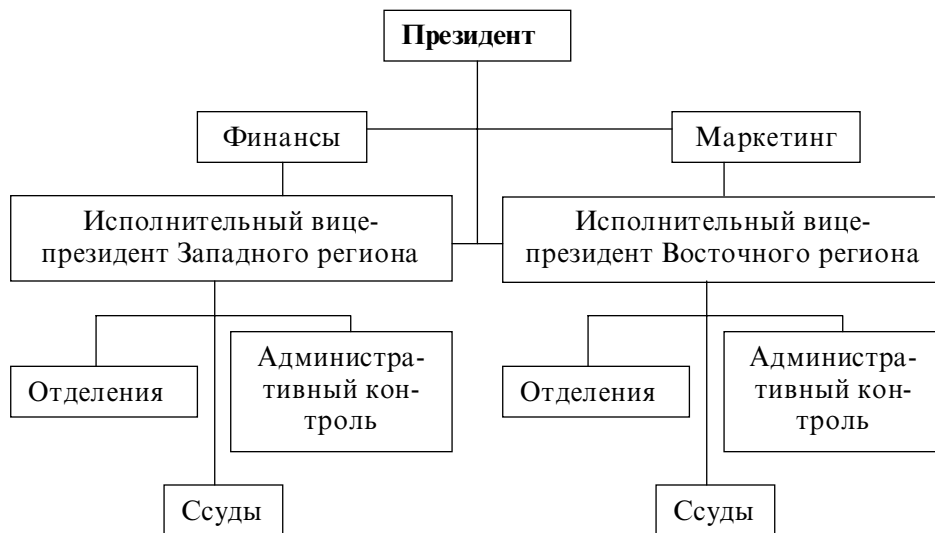 Президент
Финансы
Маркетинг
Исполнительный вице-
президент Западного региона
Исполнительный вице-
президент Восточного региона
Отделения
Администра-
тивный кон-
троль
Отделения
Администра-
тивный кон-
троль
Ссуды
Ссуды